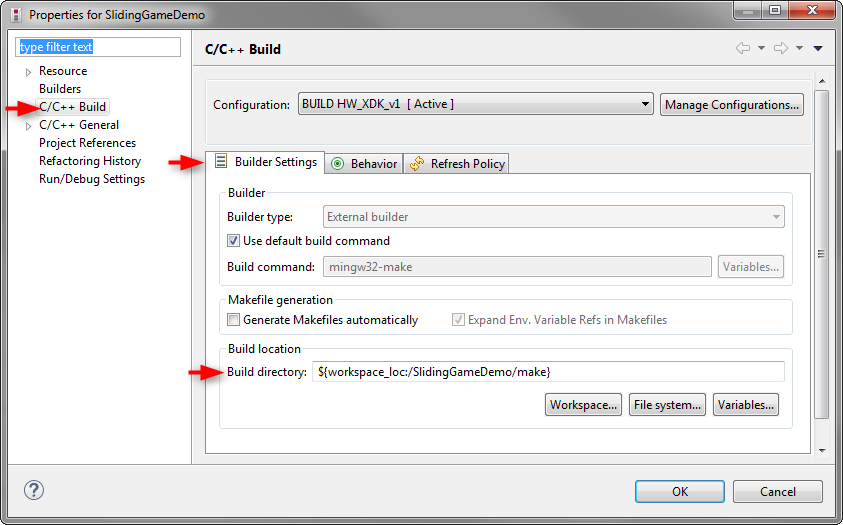 Properties for SlidingGameDemo
type filter text
Resource
Builders
C/C++ Build
C/C++ General
Project References
Refactoring History
Run/Debug Settings
C/C++ Build
Configuration: BUILD HW_XDK_v1 [ Active ] Manage Configurations...
Builder Settings Behavior Refresh Policy
Builder
Builder type: External builder
Use default build command
Build command: mingw32-make Variables...
Makefile generation
Generate Makefiles automatically Expand Env. Variable Refs in Makefiles
Build location
Build directory: ${workspace_loc:/SlidingGameDemo/make}
Workspace... File system... Variables...
? OK Cancel